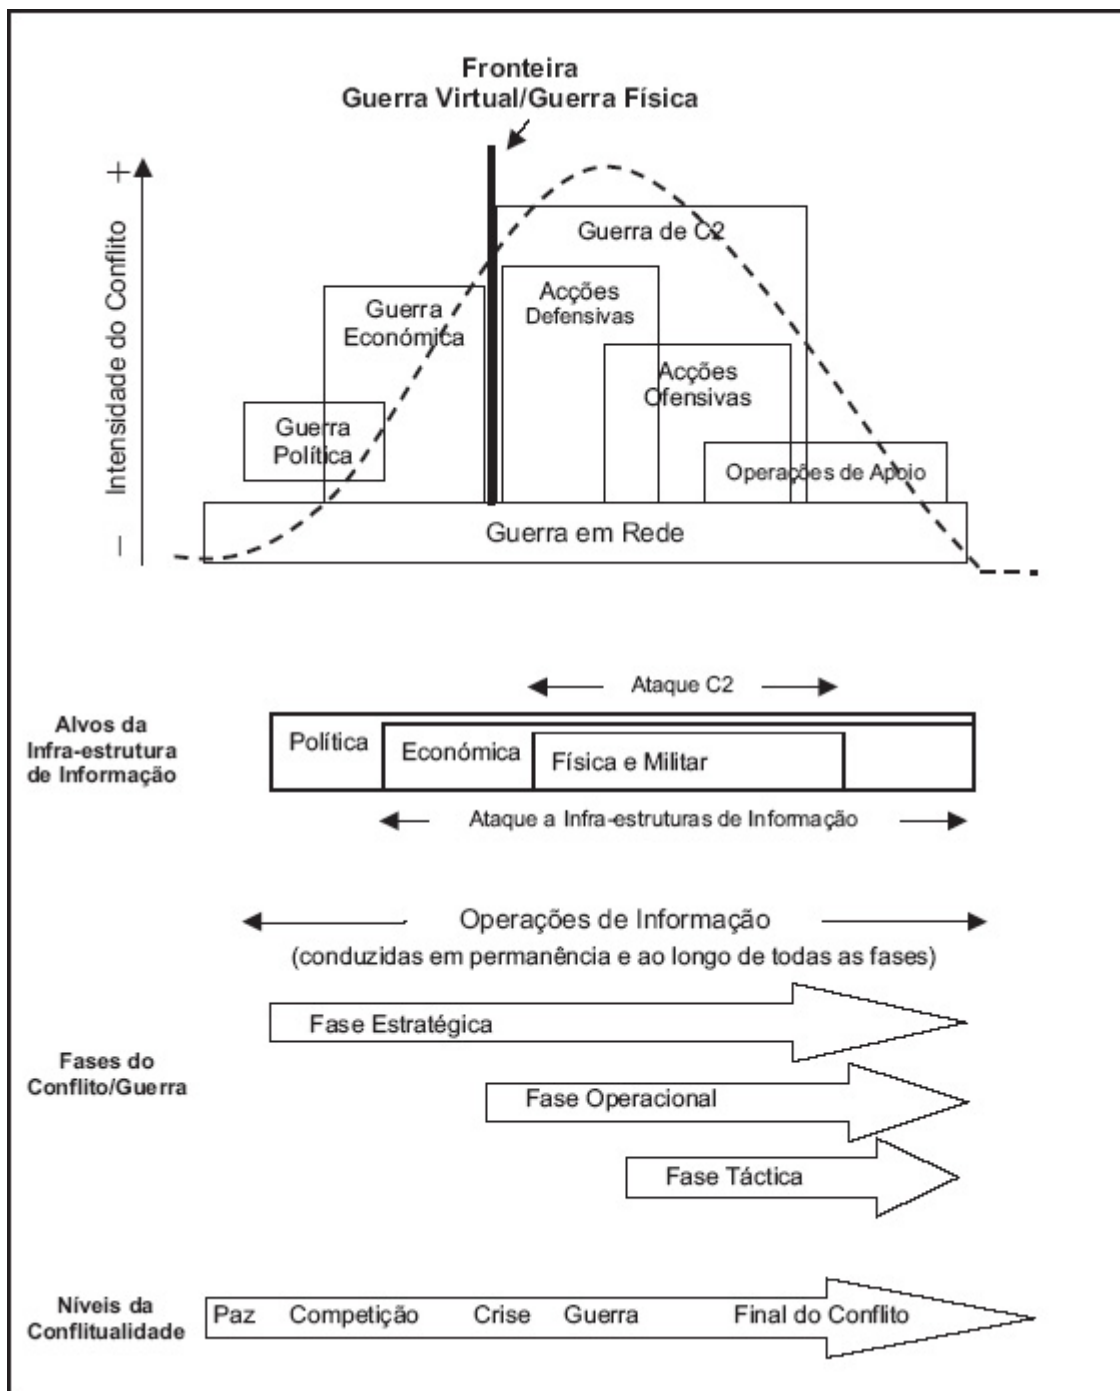 Fronteira
Guerra Virtual/Guerra Física
+
Intensidade do Conflito
–
Guerra de C2
Guerra
Económica
Acções
Defensivas
Acções
Ofensivas
Guerra
Política
Operações de Apoio
Guerra em Rede
Ataque C2
Alvos da
Infra-estrutura
de Informação
Política
Económica
Física e Militar
Ataque a Infra-estruturas de Informação
Operações de Informação
(conduzidas em permanência e ao longo de todas as fases)
Fases do
Conflito/Guerra
Fase Estratégica
Fase Operacional
Fase Táctica
Níveis da
Conflitualidade
Paz Competição Crise Guerra Final do Conflito